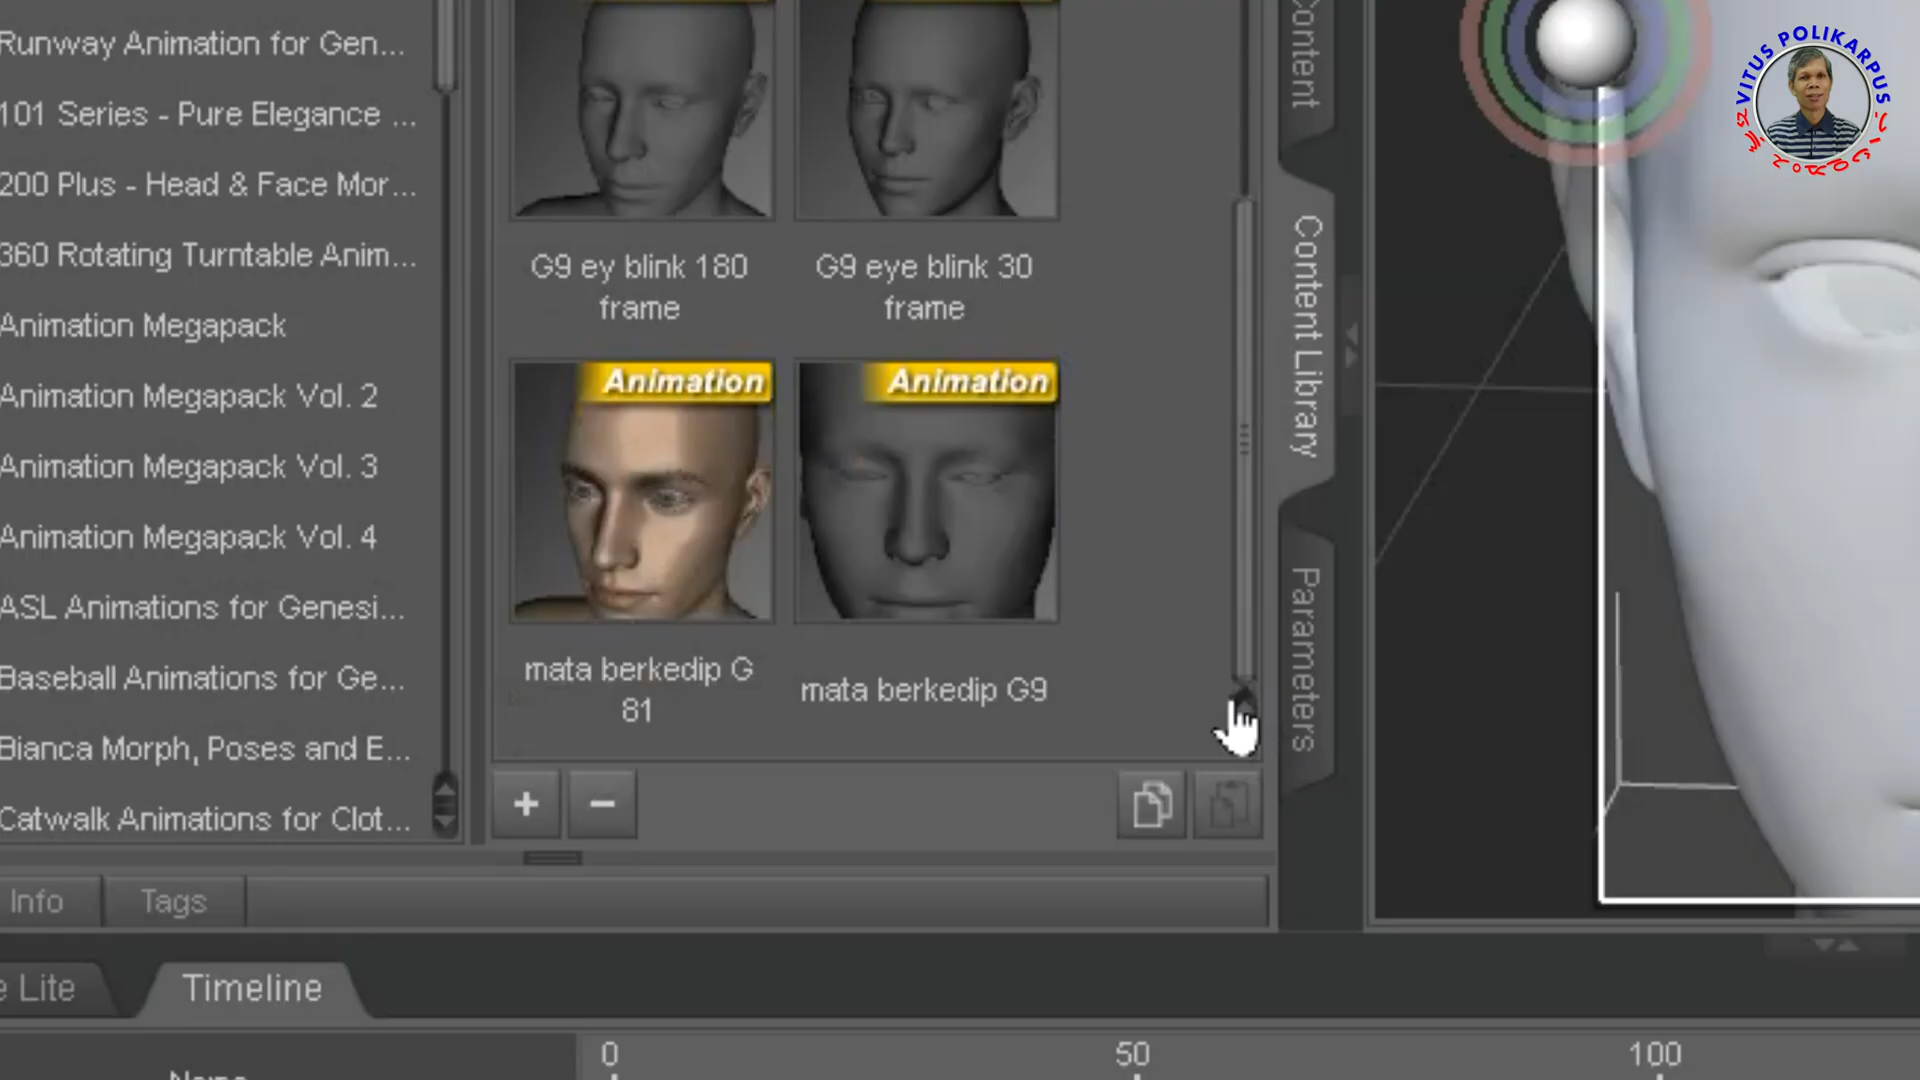 Runway Animation for Gen...
101 Series - Pure Elegance ...
200 Plus - Head & Face Mor...
360 Rotating Turntable Anim...
Animation Megapack
Animation Megapack Vol. 2
Animation Megapack Vol. 3
Animation Megapack Vol. 4
ASL Animations for Genesi...
Baseball Animations for Ge...
Bianca Morph, Poses and E...
Catwalk Animations for Clot...
G9 ey blink 180
frame
G9 eye blink 30
frame
Animation
Animation
mata berkedip G
81
mata berkedip G9
Content
Content Library
Parameters
VITUS POLIKARPUS
Info
Tags
e Lite
Timeline
0
50
100